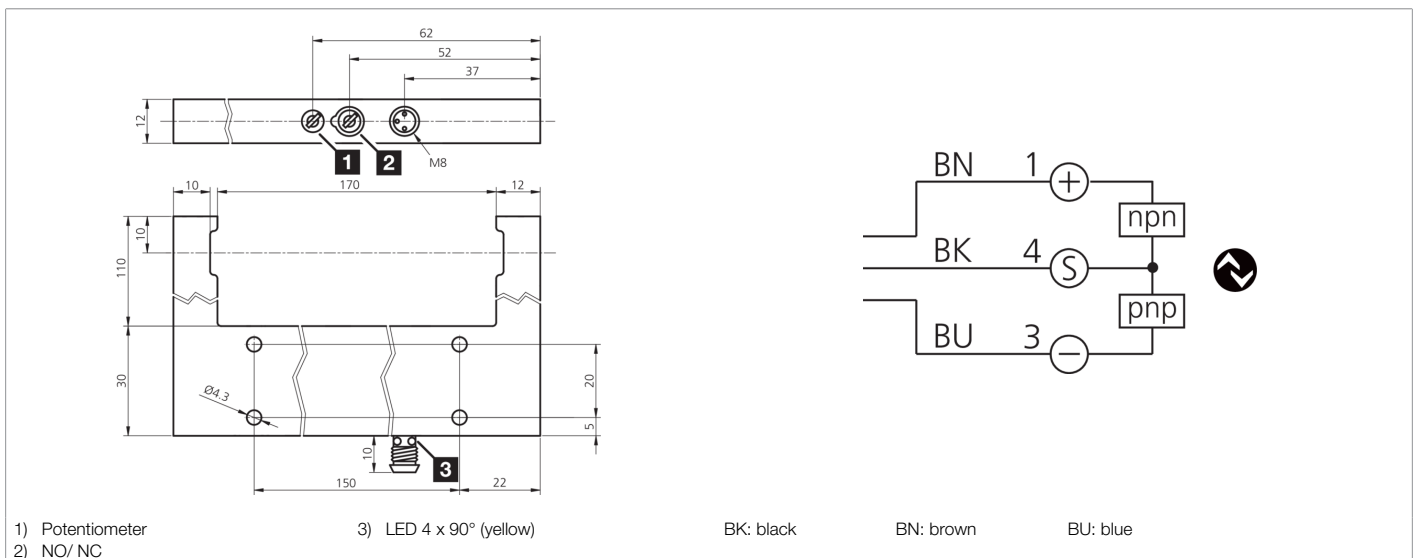 62
52
37
12
1 2
M8
10 170 12
10
110
30
Ø4.3
20
5
10
3
150 22
BN 1 +
npn
BK 4 S
pnp
BU 3 −
1) Potentiometer 3) LED 4 x 90° (yellow) BK: black BN: brown BU: blue
2) NO/ NC